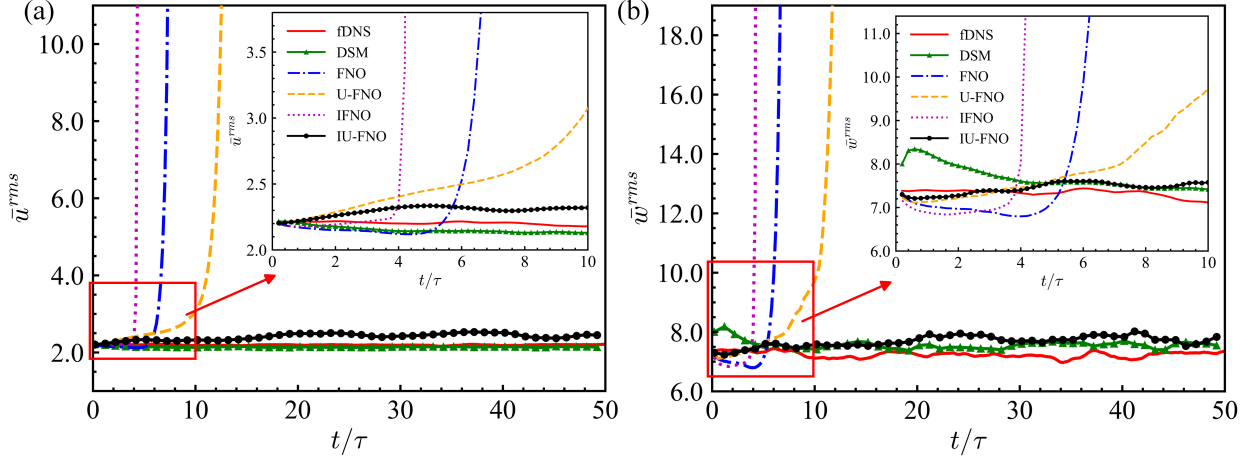 (a)
11.0
10.0
8.0
6.0
4.0
2.0
ū^rms
0 10 20 30 40 50
t/τ
fDNS
DSM
FNO
U-FNO
IFNO
IU-FNO
3.5
3.0
2.5
2.0
ū^rms
0 2 4 6 8 10
t/τ
(b)
18.0
16.0
14.0
12.0
10.0
8.0
6.0
w̄^rms
0 10 20 30 40 50
t/τ
fDNS
DSM
FNO
U-FNO
IFNO
IU-FNO
11.0
10.0
9.0
8.0
7.0
6.0
w̄^rms
0 2 4 6 8 10
t/τ